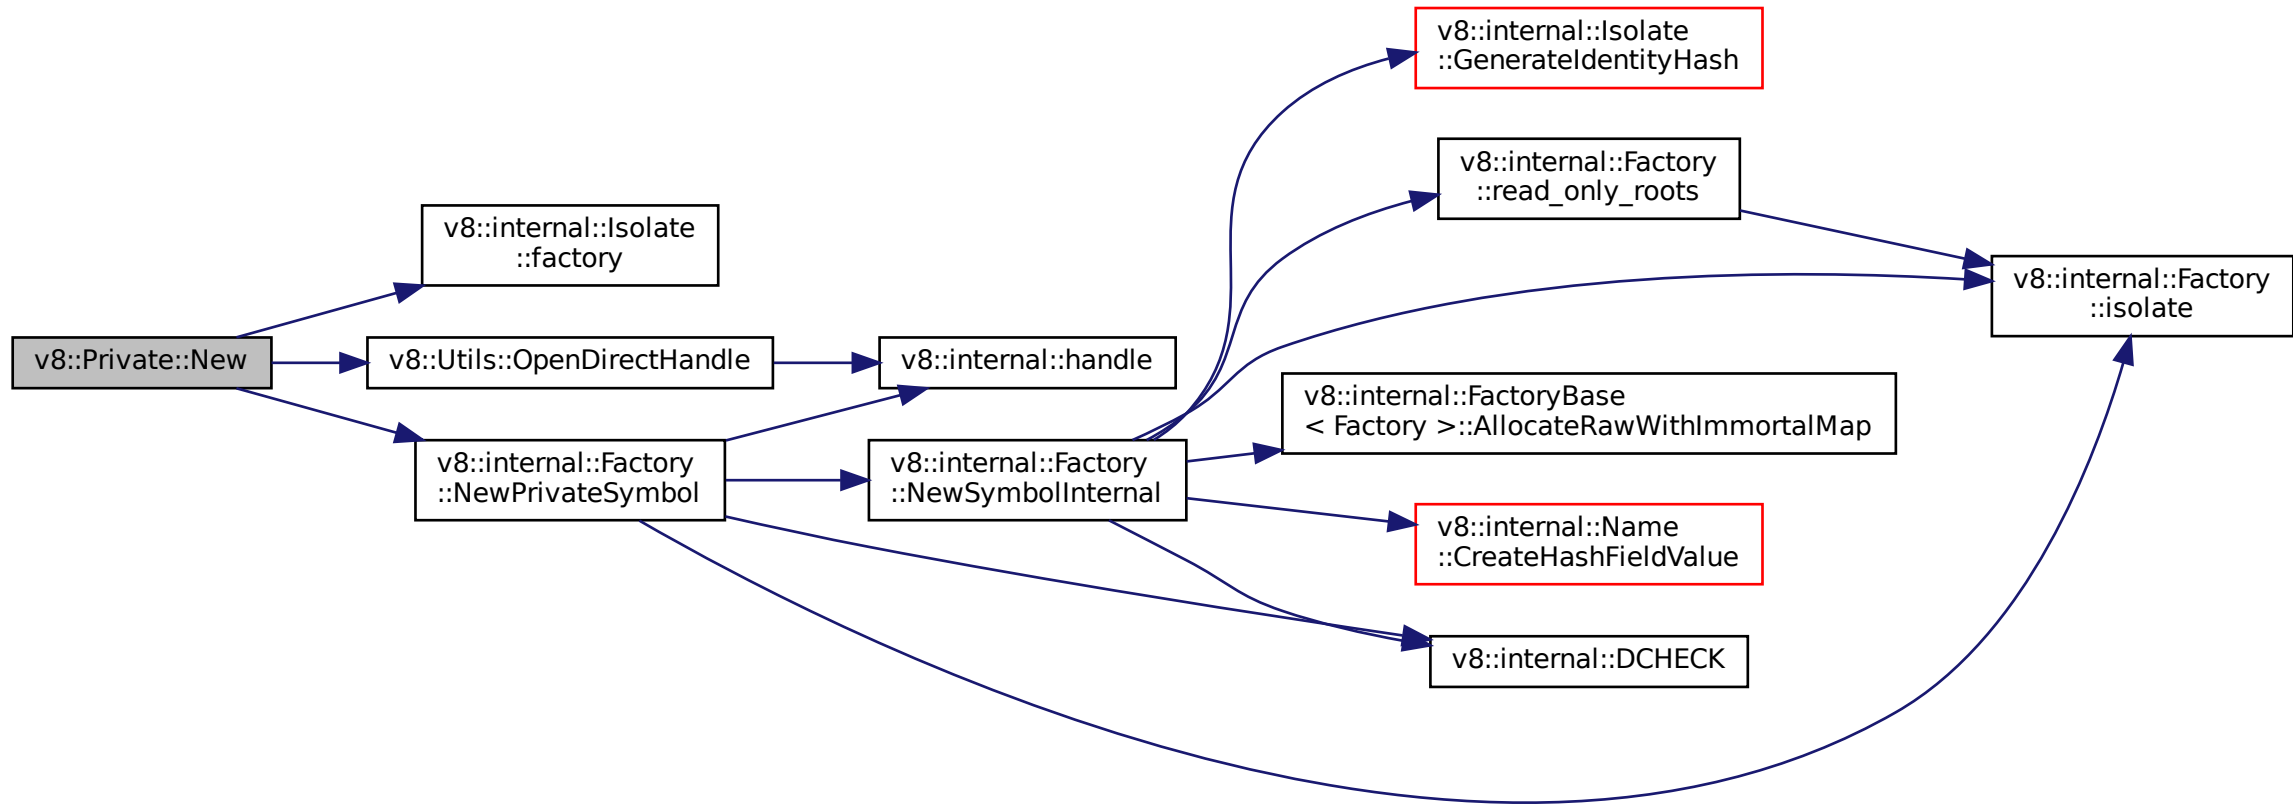 v8::Private::New
v8::internal::Isolate
::factory
v8::Utils::OpenDirectHandle
v8::internal::Factory
::NewPrivateSymbol
v8::internal::handle
v8::internal::Factory
::NewSymbolInternal
v8::internal::Isolate
::GenerateIdentityHash
v8::internal::Factory
::read_only_roots
v8::internal::FactoryBase
< Factory >::AllocateRawWithImmortalMap
v8::internal::Name
::CreateHashFieldValue
v8::internal::DCHECK
v8::internal::Factory
::isolate